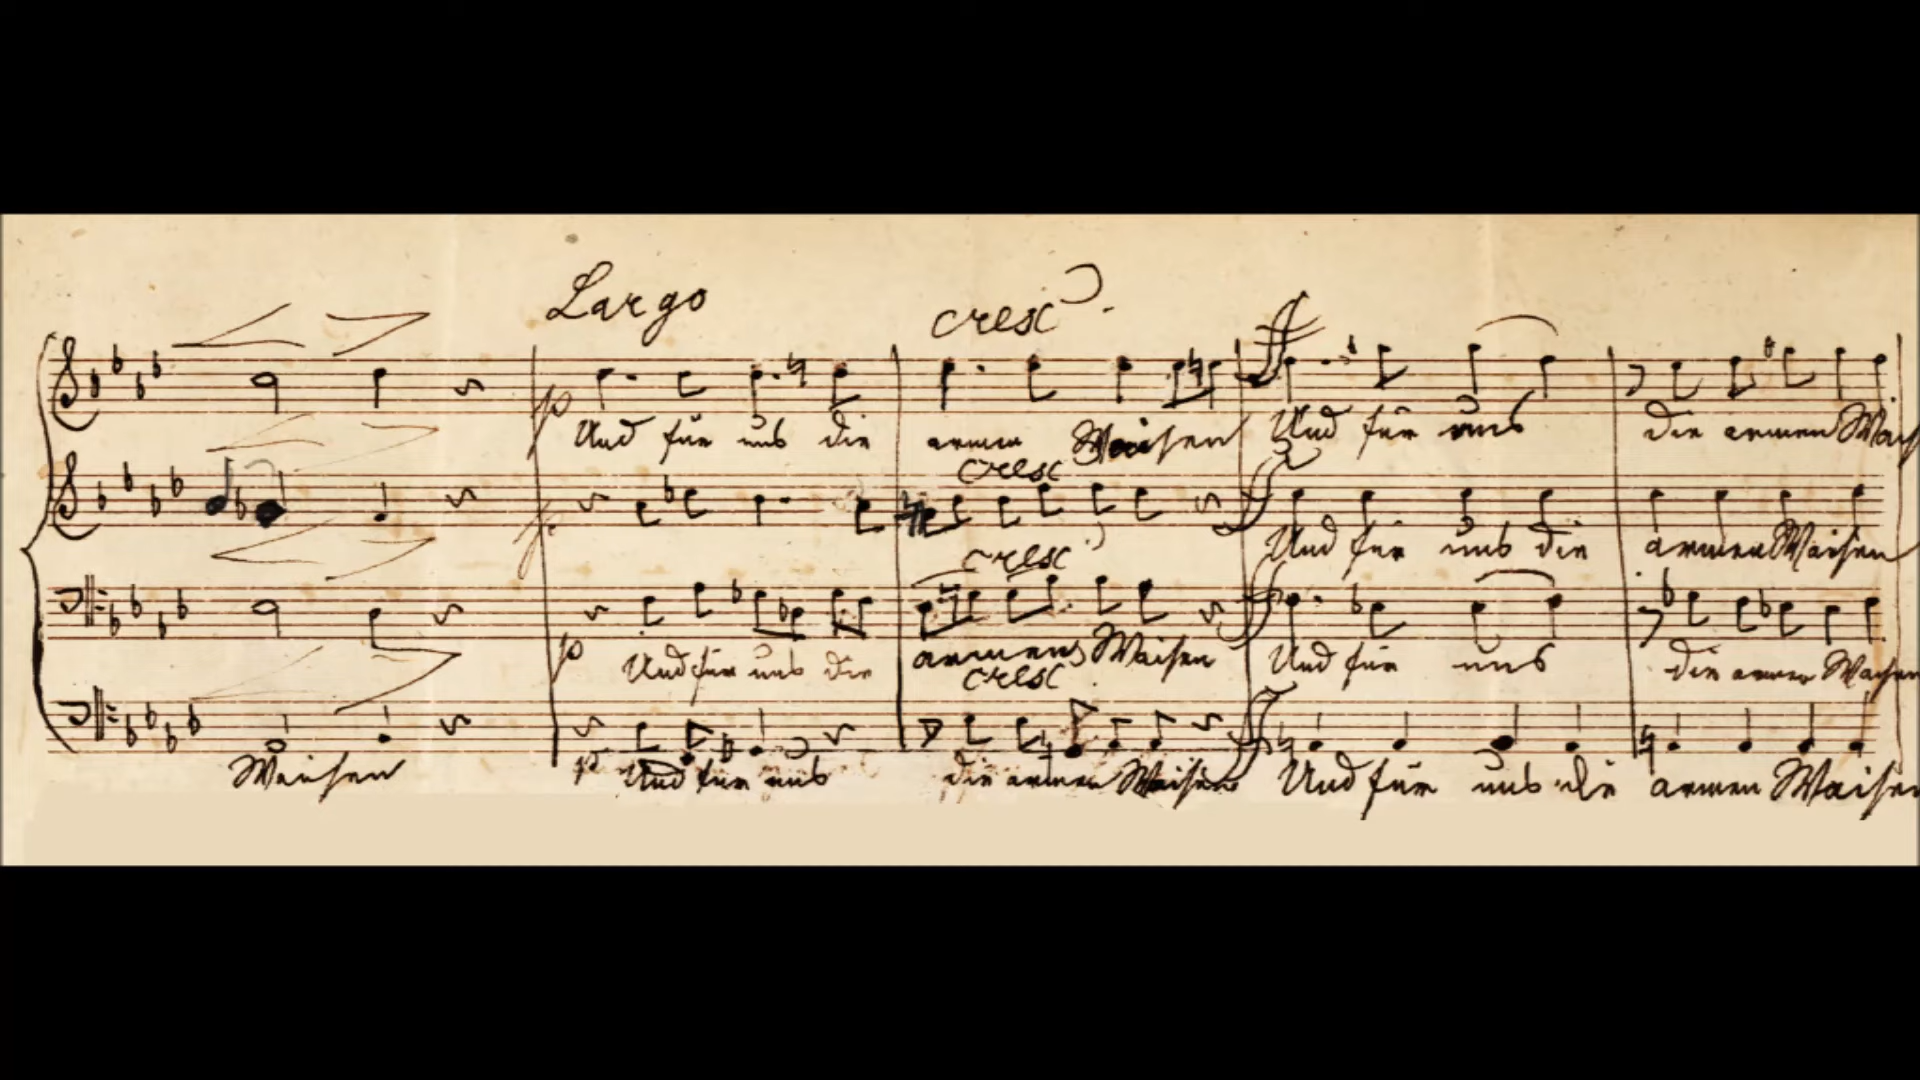 Largo
cresc.
p
Und für uns die armen Waisen Und für uns die armen Wais
cresc
p.
Und für uns die armen Waisen
cresc
p Und für uns die armen Waisen Und für uns die armen Waisen
cresc
Waisen p Und für uns die armen Waisen Und für uns die armen Waisen